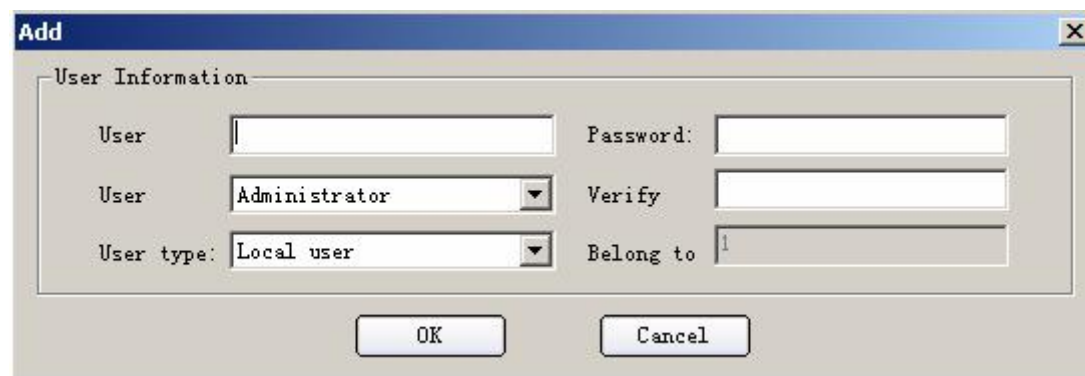 Add
User Information
User Password:
User Administrator Verify
User type: Local user Belong to 1
OK Cancel